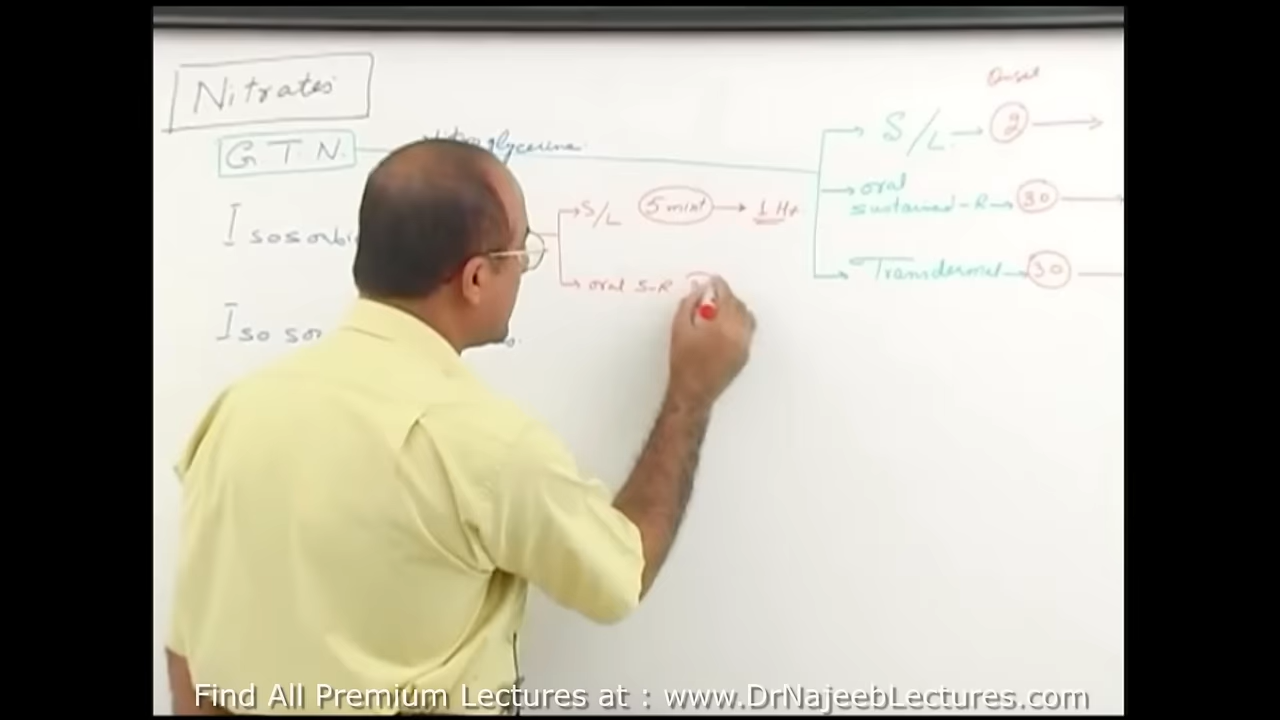 Nitrates
G.T.N.
glycerine
Onset
S/L 2
oral
sustained-R 30
Transdermal 30
S/L 5 mint 1 Hr
oral S-R
Isosorbi
Iso sor
Find All Premium Lectures at : www.DrNajeebLectures.com